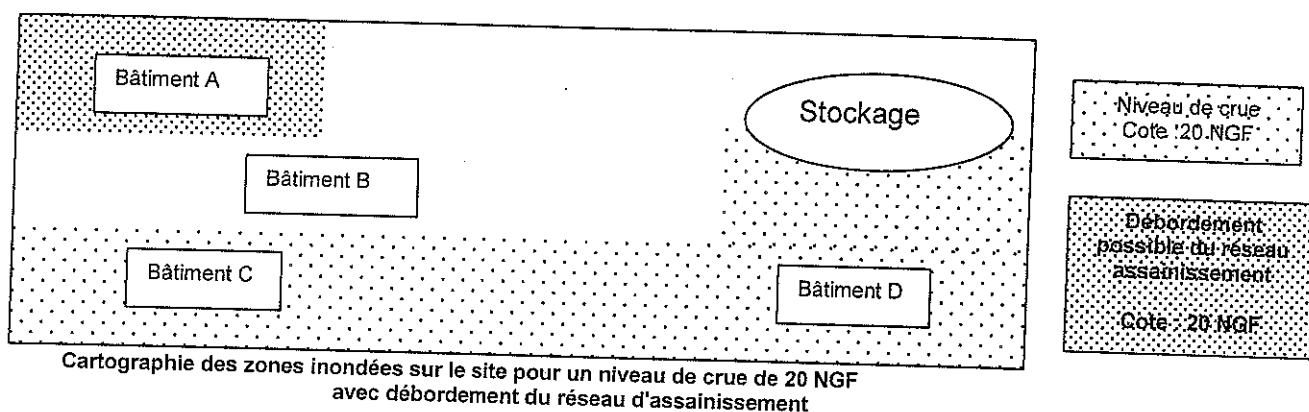 Bâtiment A
Stockage
Bâtiment B
Bâtiment C
Bâtiment D
Niveau de crue
Cote : 20 NGF
Débordement
possible du réseau
assainissement
Cote : 20 NGF
Cartographie des zones inondées sur le site pour un niveau de crue de 20 NGF
avec débordement du réseau d'assainissement